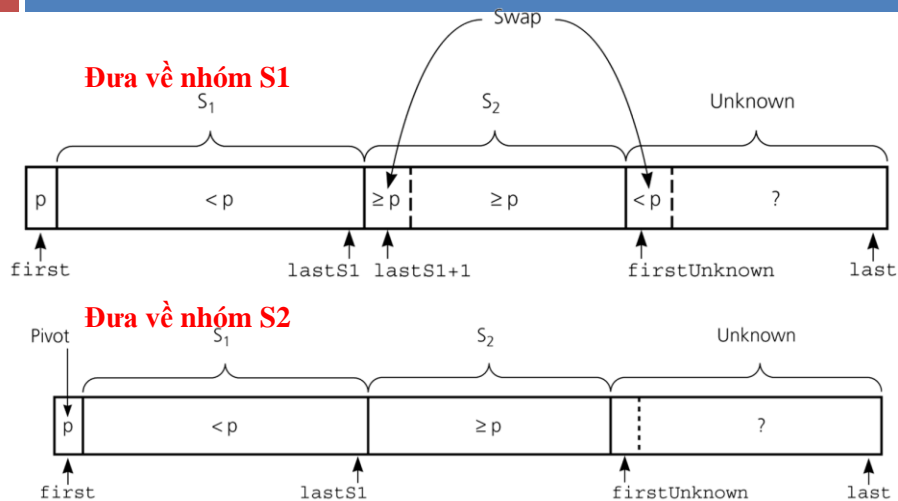 Swap
Đưa về nhóm S1
S₁ S₂ Unknown
p < p ≥ p ≥ p < p ?
first lastS1 lastS1+1 firstUnknown last
Đưa về nhóm S2
Pivot S₁ S₂ Unknown
p < p ≥ p ?
first lastS1 firstUnknown last